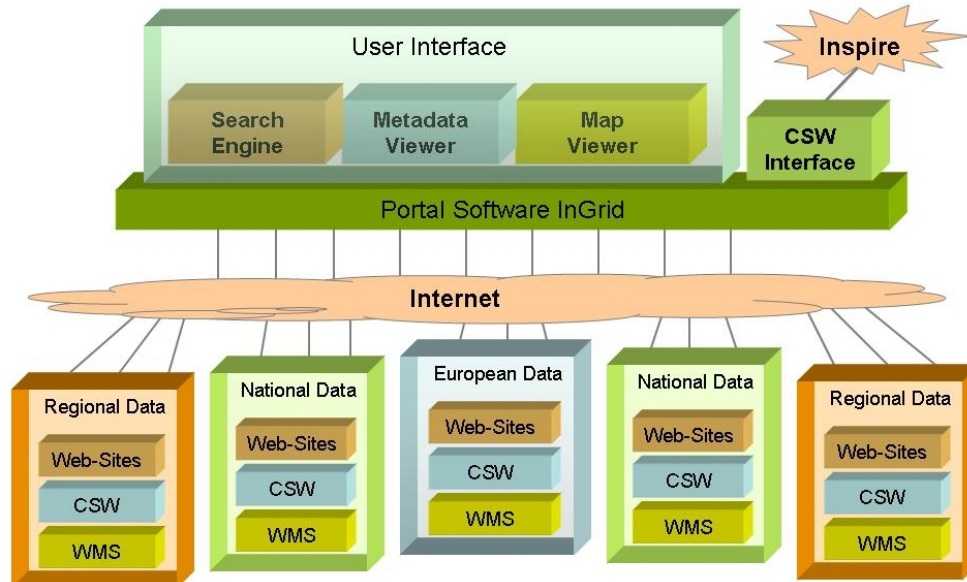 User Interface
Inspire
Search
Engine
Metadata
Viewer
Map
Viewer
CSW
Interface
Portal Software InGrid
Internet
Regional Data
Web-Sites
CSW
WMS
National Data
Web-Sites
CSW
WMS
European Data
Web-Sites
CSW
WMS
National Data
Web-Sites
CSW
WMS
Regional Data
Web-Sites
CSW
WMS